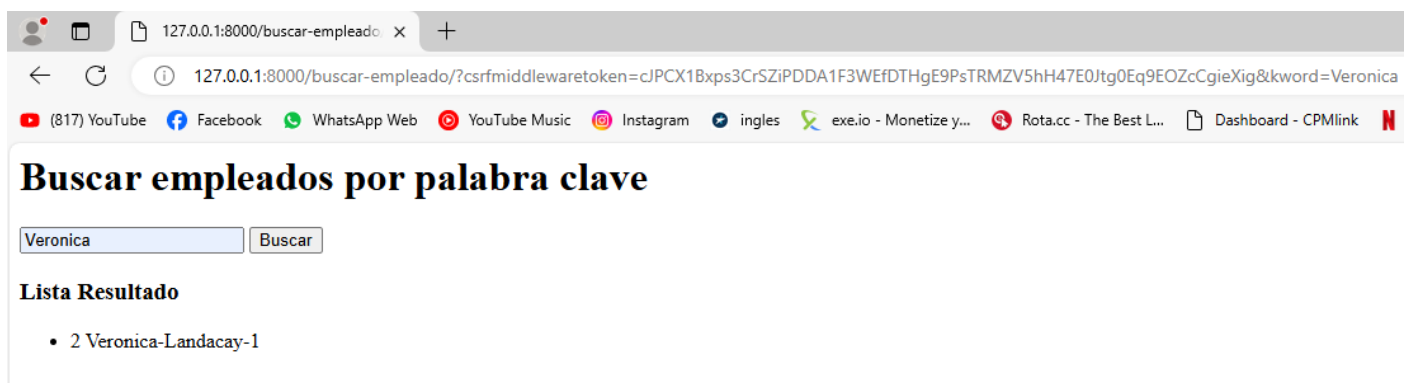 127.0.0.1:8000/buscar-empleado
127.0.0.1:8000/buscar-empleado/?csrfmiddlewaretoken=cJPCX1Bxps3CrSZiPDDA1F3WEfDTHgE9PsTRMZV5hH47E0Jtg0Eq9EOZcCgieXig&kword=Veronica
(817) YouTube Facebook WhatsApp Web YouTube Music Instagram ingles exe.io - Monetize y... Rota.cc - The Best L... Dashboard - CPMlink
Buscar empleados por palabra clave
Veronica Buscar
Lista Resultado
• 2 Veronica-Landacay-1